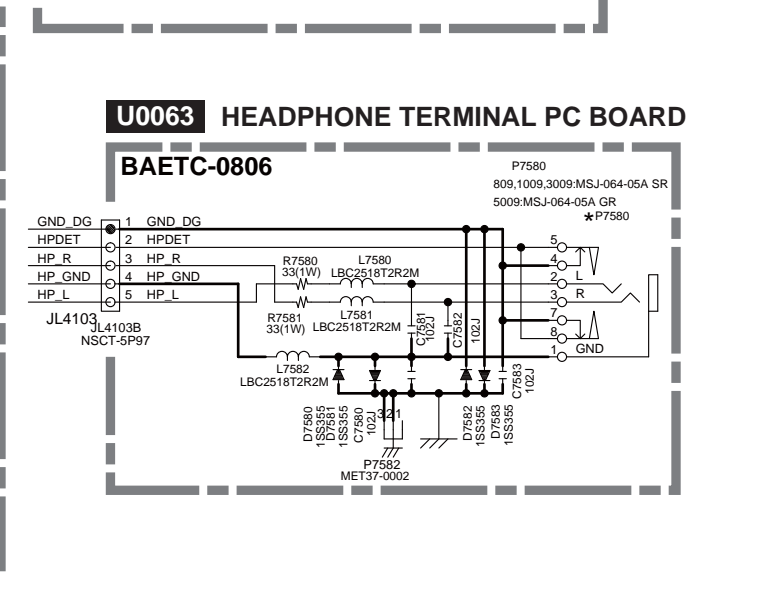 U0063 HEADPHONE TERMINAL PC BOARD
BAETC-0806
P7580
809,1009,3009:MSJ-064-05A SR
5009:MSJ-064-05A GR
*P7580
GND_DG 1 GND_DG
HPDET 2 HPDET
HP_R 3 HP_R
HP_GND 4 HP_GND
HP_L 5 HP_L
JL4103
JL4103B
NSCT-5P97
R7580
33(1W)
L7580
LBC2518T2R2M
R7581
33(1W)
L7581
LBC2518T2R2M
C7581
102J
C7582
102J
5
4
2 L
3 R
7
8
1 GND
L7582
LBC2518T2R2M
D7580
1SS355
D7581
1SS355
C7580
102J
3 2 1
D7582
1SS355
D7583
1SS355
C7583
102J
P7582
MET37-0002